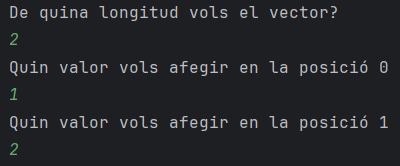 De quina longitud vols el vector?
2
Quin valor vols afegir en la posició 0
1
Quin valor vols afegir en la posició 1
2